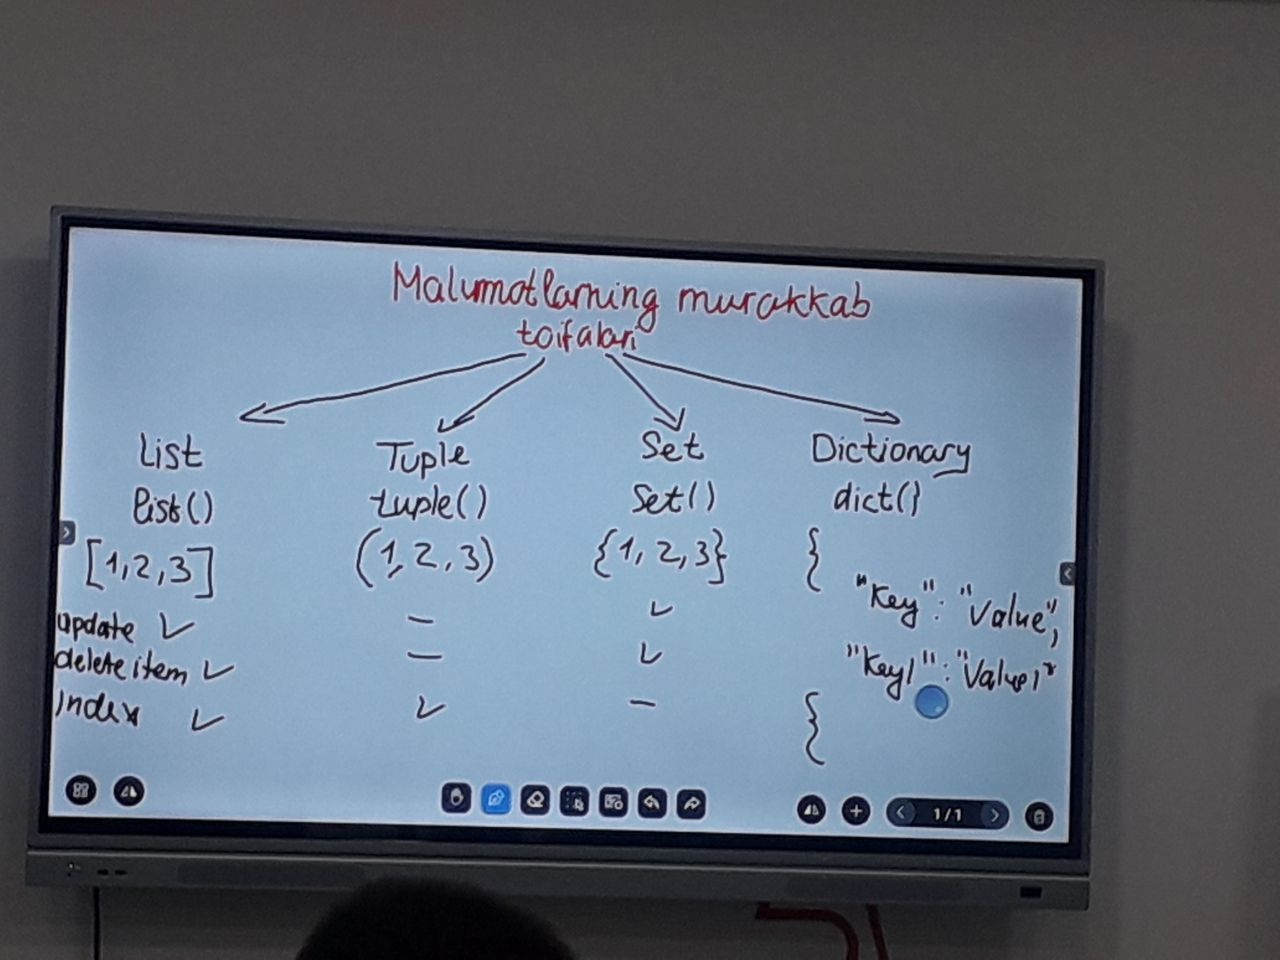 Malumotlarning murakkab
toifalari
List Tuple Set Dictionary
list() tuple() Set() dict()
[1,2,3] (1,2,3) {1,2,3} {
"Key": "Value",
update ✓ – ✓
"Key1": "Value1"
delete item ✓ – ✓
index ✓ ✓ – {
1/1